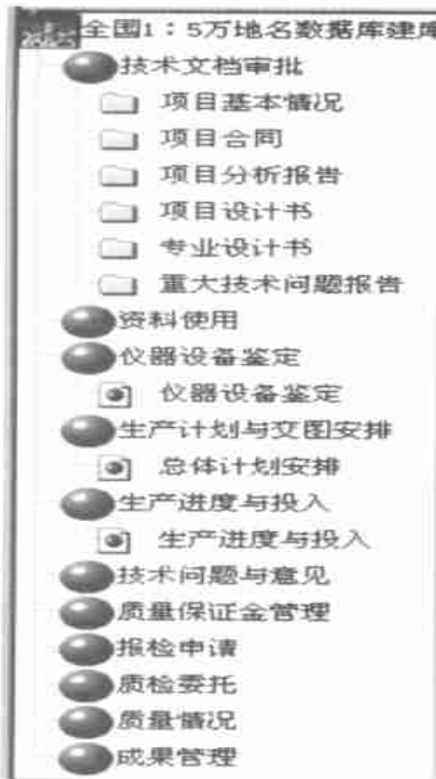 全国1：5万地名数据库建库
技术文档审批
项目基本情况
项目合同
项目分析报告
项目设计书
专业设计书
重大技术问题报告
资料使用
仪器设备鉴定
仪器设备鉴定
生产计划与交图安排
总体计划安排
生产进度与投入
生产进度与投入
技术问题与意见
质量保证金管理
报检申请
质检委托
质量情况
成果管理